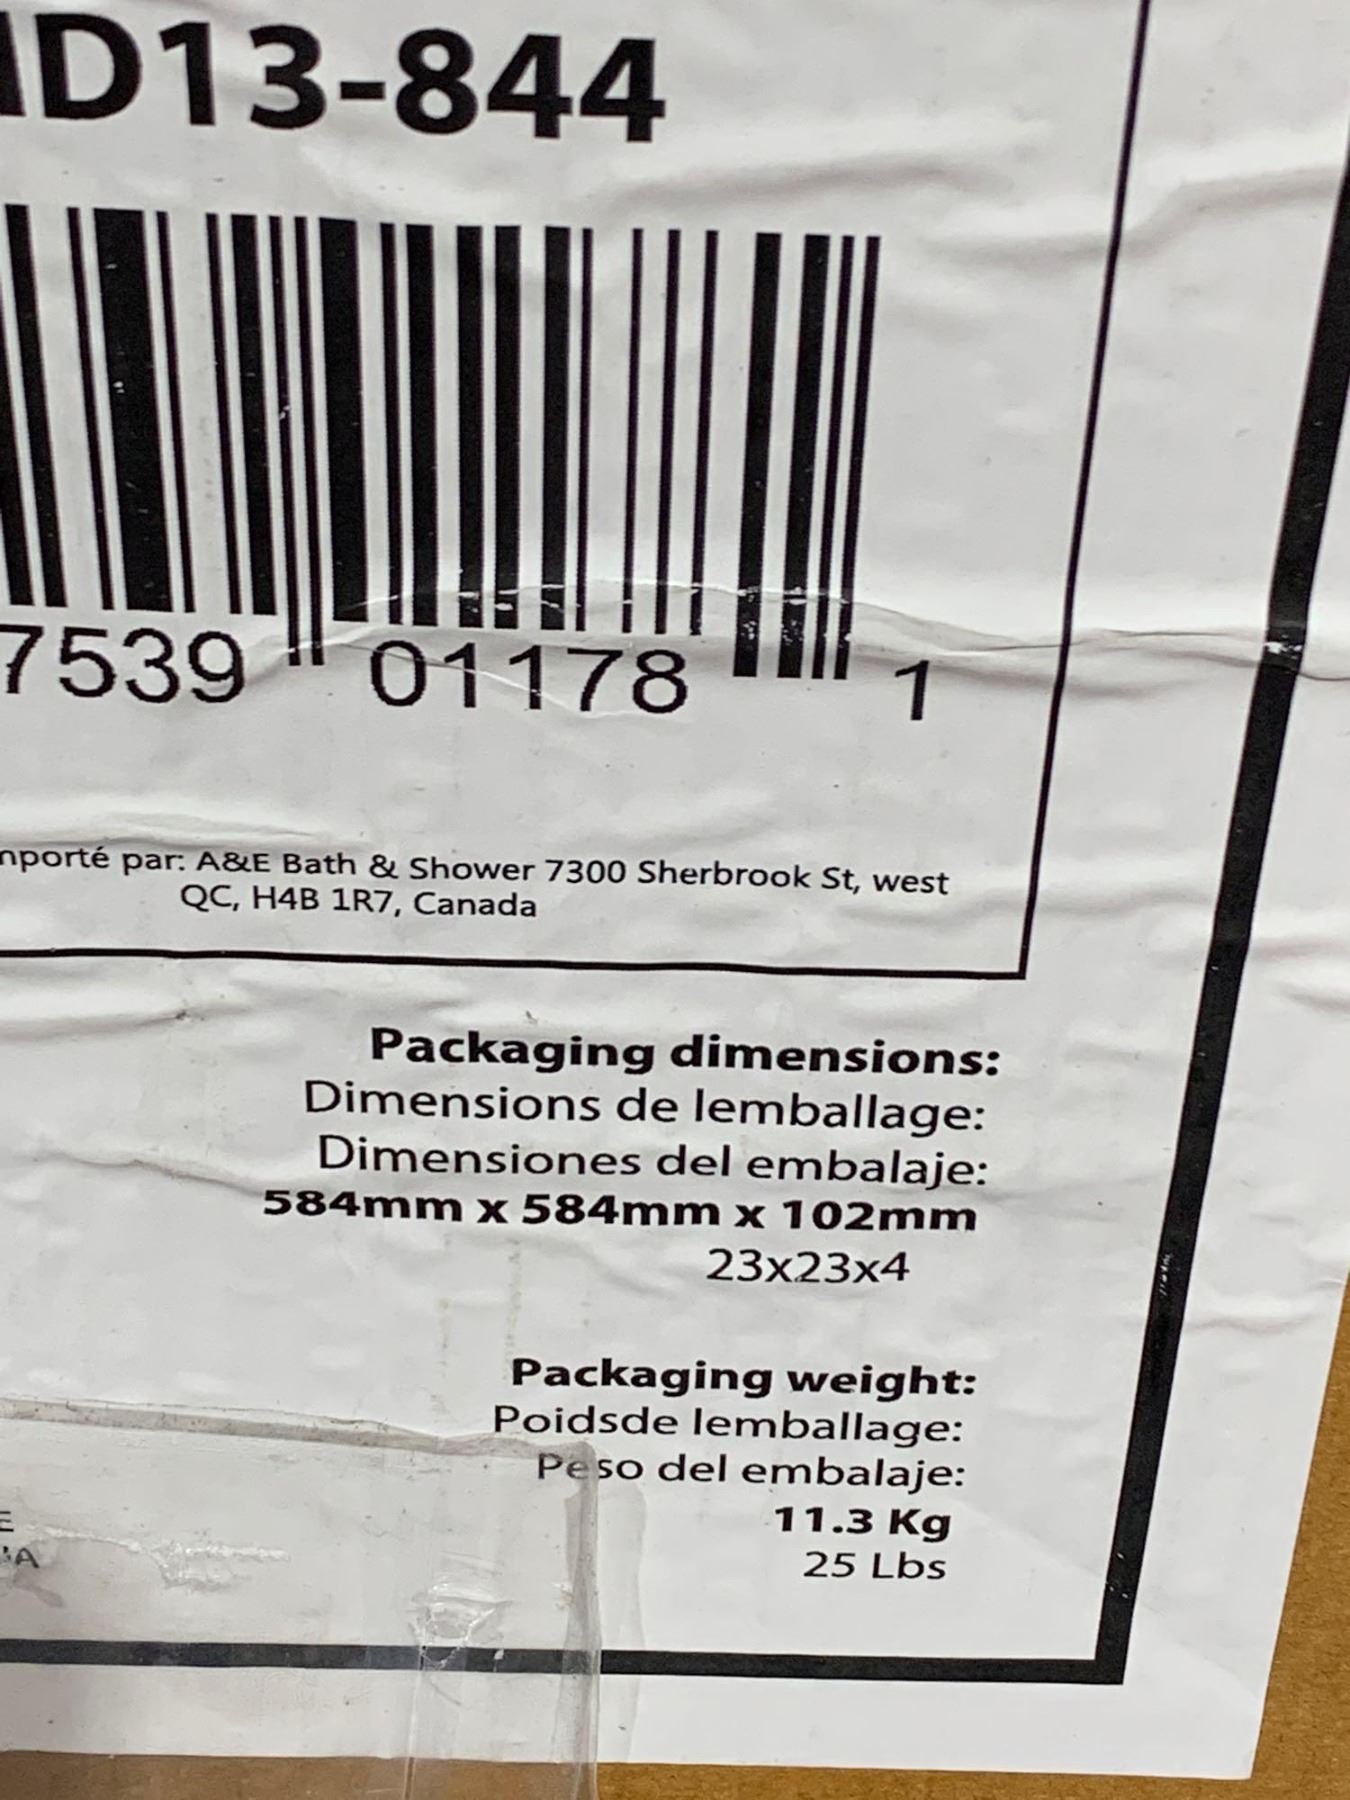 D13-844
7539 01178 1
mporté par: A&E Bath & Shower 7300 Sherbrook St, west
QC, H4B 1R7, Canada
Packaging dimensions:
Dimensions de lemballage:
Dimensiones del embalaje:
584mm x 584mm x 102mm
23x23x4
Packaging weight:
Poidsde lemballage:
Peso del embalaje:
11.3 Kg
25 Lbs